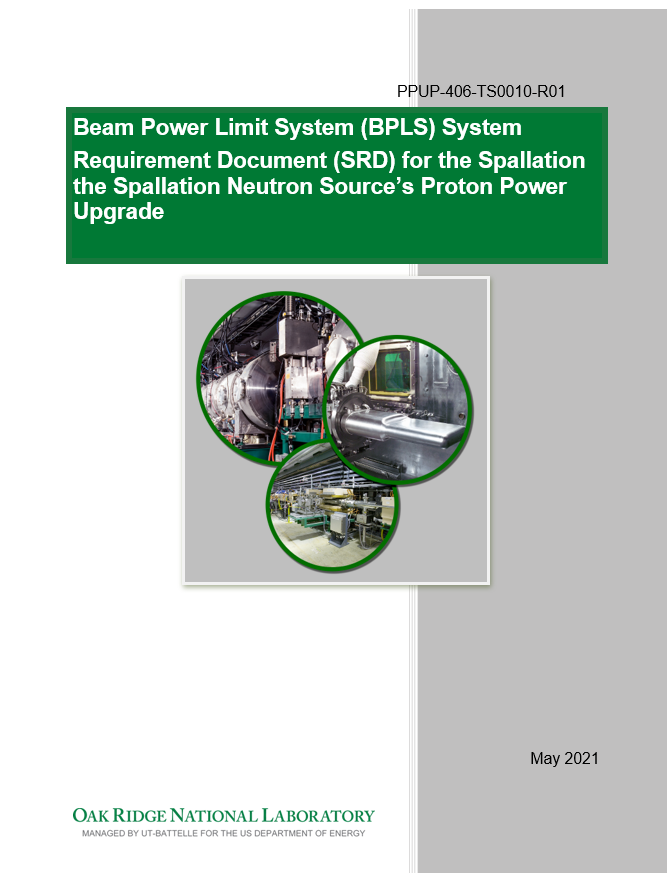 PPUP-406-TS0010-R01
Beam Power Limit System (BPLS) System
Requirement Document (SRD) for the Spallation
the Spallation Neutron Source’s Proton Power
Upgrade
May 2021
OAK RIDGE NATIONAL LABORATORY
MANAGED BY UT-BATTELLE FOR THE US DEPARTMENT OF ENERGY